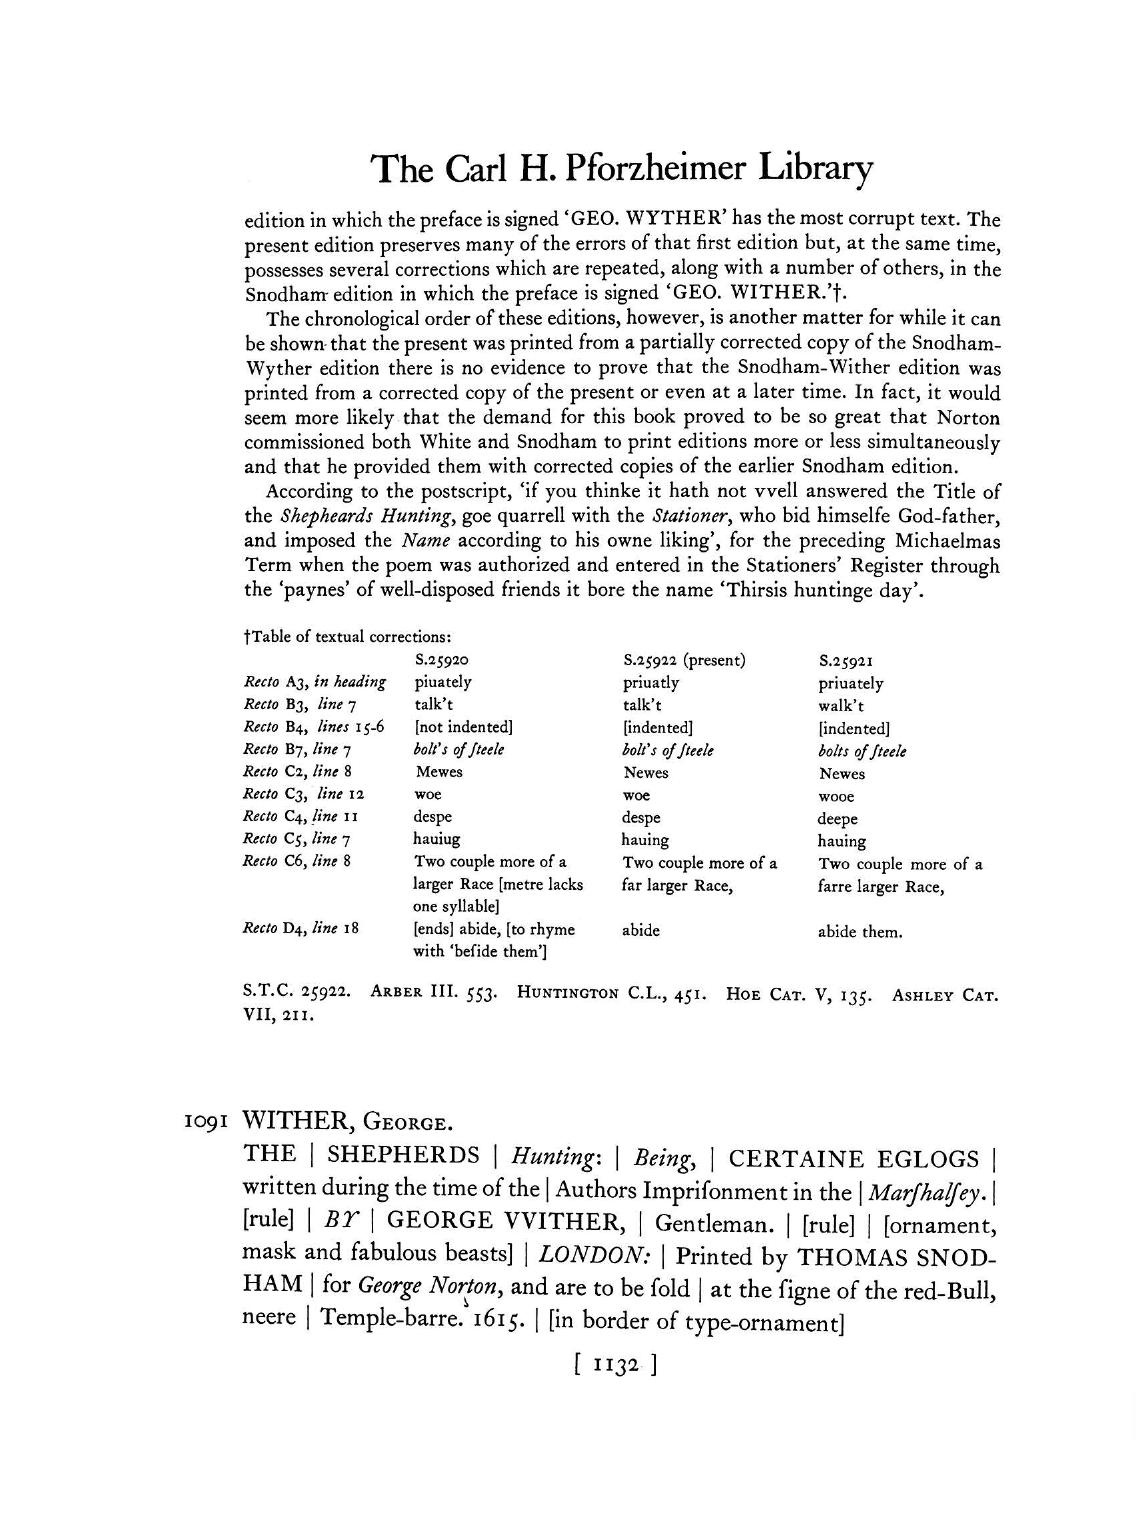 The Carl H. Pforzheimer Library
edition in which the preface is signed ‘GEO. WYTHER’ has the most corrupt text. The
present edition preserves many of the errors of that first edition but, at the same time,
possesses several corrections which are repeated, along with a number of others, in the
Snodham edition in which the preface is signed ‘GEO. WITHER.’†.
The chronological order of these editions, however, is another matter for while it can
be shown that the present was printed from a partially corrected copy of the Snodham-
Wyther edition there is no evidence to prove that the Snodham-Wither edition was
printed from a corrected copy of the present or even at a later time. In fact, it would
seem more likely that the demand for this book proved to be so great that Norton
commissioned both White and Snodham to print editions more or less simultaneously
and that he provided them with corrected copies of the earlier Snodham edition.
According to the postscript, ‘if you thinke it hath not vvell answered the Title of
the Shepheards Hunting, goe quarrell with the Stationer, who bid himselfe God-father,
and imposed the Name according to his owne liking’, for the preceding Michaelmas
Term when the poem was authorized and entered in the Stationers’ Register through
the ‘paynes’ of well-disposed friends it bore the name ‘Thirsis huntinge day’.
†Table of textual corrections:
S.25920 S.25922 (present) S.25921
Recto A3, in heading piuately priuatly priuately
Recto B3, line 7 talk’t talk’t walk’t
Recto B4, lines 15-6 [not indented] [indented] [indented]
Recto B7, line 7 bolt’s of ſteele bolt’s of ſteele bolts of ſteele
Recto C2, line 8 Mewes Newes Newes
Recto C3, line 12 woe woe wooe
Recto C4, line 11 despe despe deepe
Recto C5, line 7 hauiug hauing hauing
Recto C6, line 8 Two couple more of a Two couple more of a Two couple more of a
larger Race [metre lacks far larger Race, farre larger Race,
one syllable]
Recto D4, line 18 [ends] abide, [to rhyme abide abide them.
with ‘beſide them’]
S.T.C. 25922. ARBER III. 553. HUNTINGTON C.L., 451. HOE CAT. V, 135. ASHLEY CAT.
VII, 211.
1091 WITHER, GEORGE.
THE | SHEPHERDS | Hunting: | Being, | CERTAINE EGLOGS |
written during the time of the | Authors Impriſonment in the | Marſhalſey. |
[rule] | BY | GEORGE VVITHER, | Gentleman. | [rule] | [ornament,
mask and fabulous beasts] | LONDON: | Printed by THOMAS SNOD-
HAM | for George Norton, and are to be ſold | at the ſigne of the red-Bull,
neere | Temple-barre. 1615. | [in border of type-ornament]
[ 1132 ]